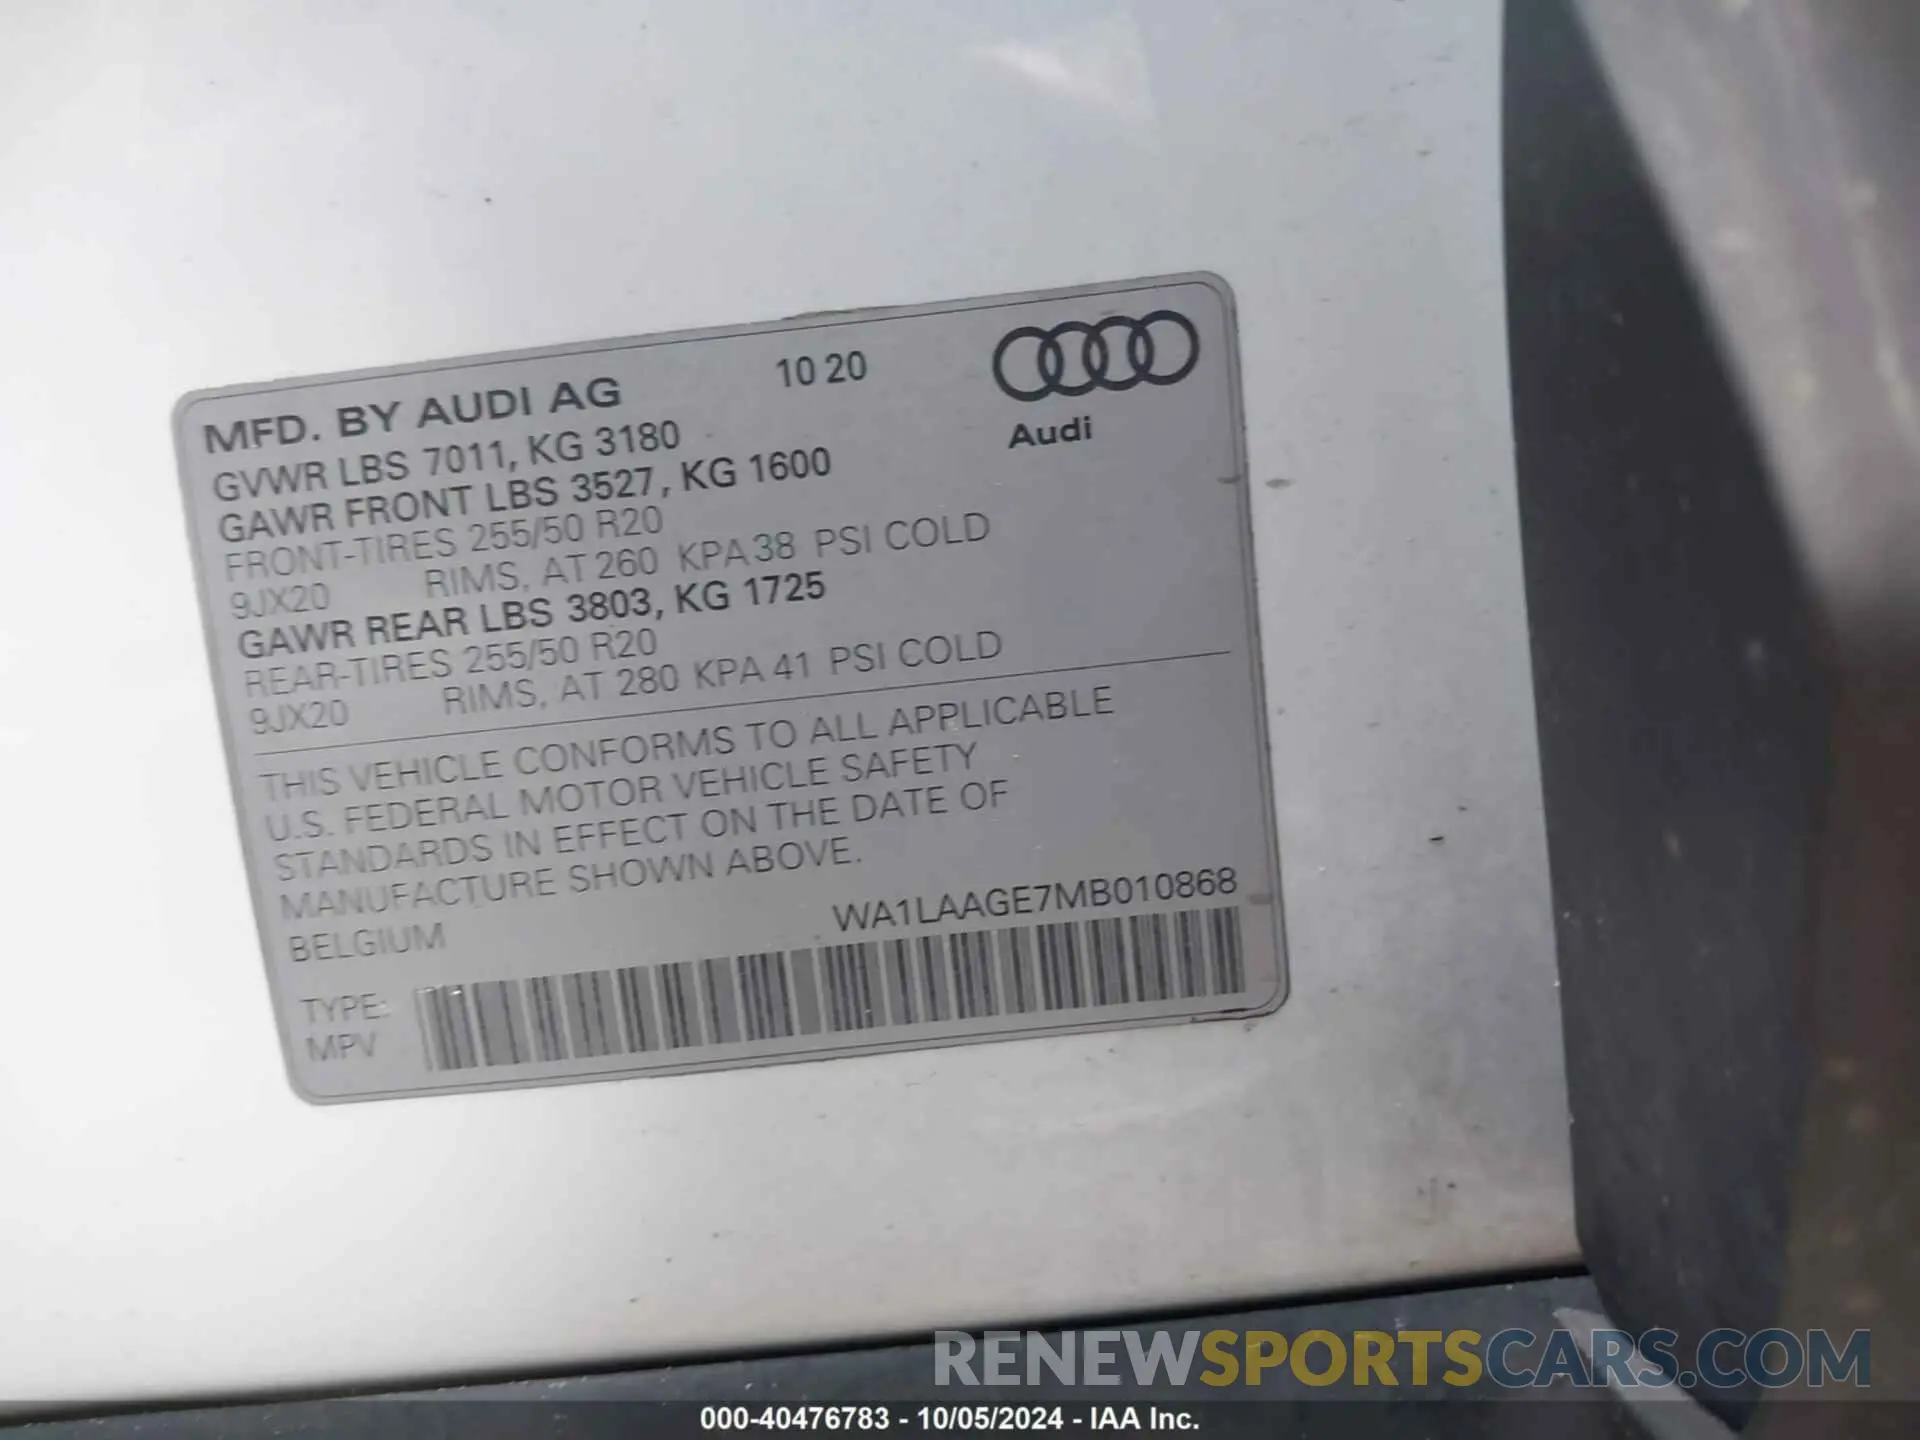 MFD. BY AUDI AG 10 20
Audi
GVWR LBS 7011, KG 3180
GAWR FRONT LBS 3527, KG 1600
FRONT-TIRES 255/50 R20
9JX20 RIMS, AT 260 KPA 38 PSI COLD
GAWR REAR LBS 3803, KG 1725
REAR-TIRES 255/50 R20
9JX20 RIMS, AT 280 KPA 41 PSI COLD
THIS VEHICLE CONFORMS TO ALL APPLICABLE
U.S. FEDERAL MOTOR VEHICLE SAFETY
STANDARDS IN EFFECT ON THE DATE OF
MANUFACTURE SHOWN ABOVE.
BELGIUM WA1LAAGE7MB010868
TYPE:
MPV
RENEWSPORTSCARS.COM
000-40476783 - 10/05/2024 - IAA Inc.